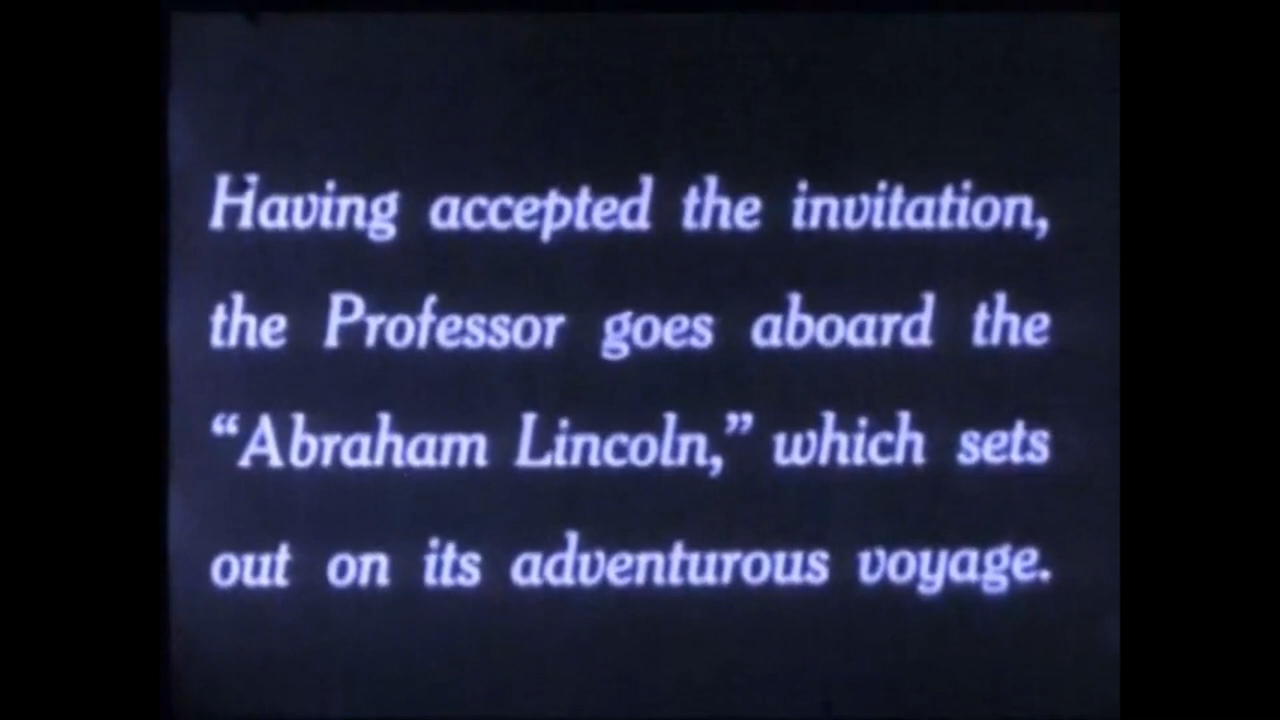 Having accepted the invitation,
the Professor goes aboard the
“Abraham Lincoln,” which sets
out on its adventurous voyage.